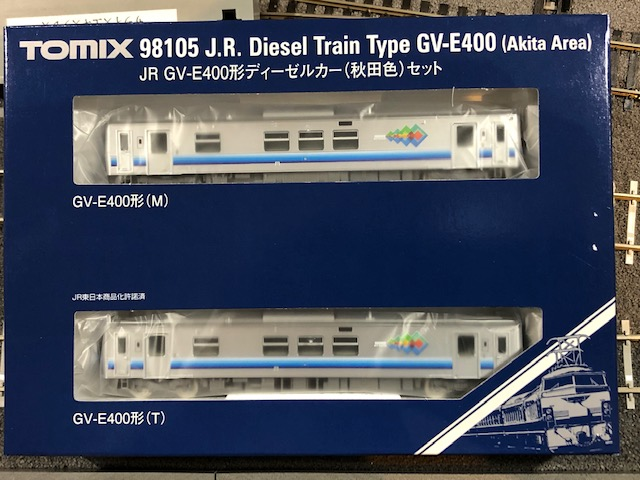 TOMIX 98105 J.R. Diesel Train Type GV-E400 (Akita Area)
JR GV-E400形ディーゼルカー(秋田色)セット
GV-E400形(M)
JR東日本商品化許諾済
GV-E400形(T)